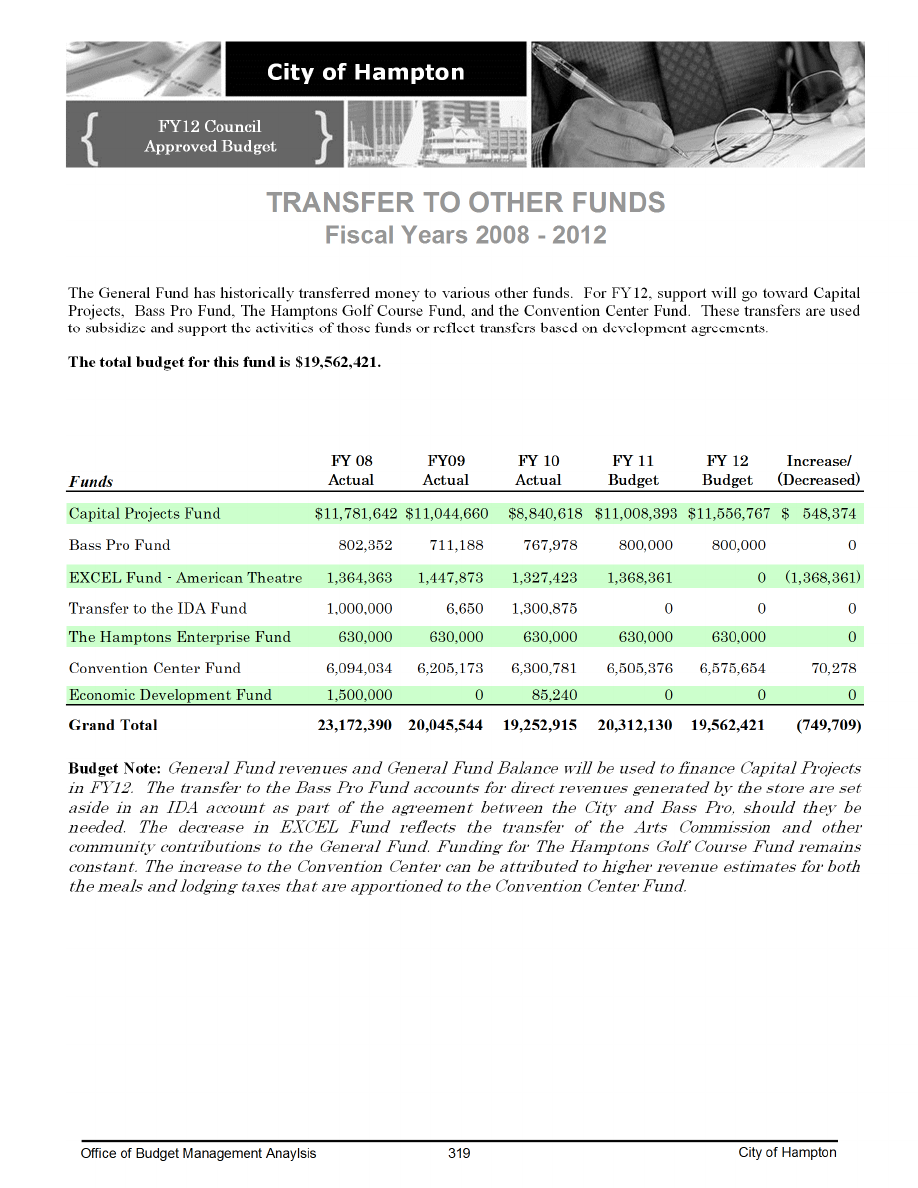 City of Hampton
FY12 Council
Approved Budget
TRANSFER TO OTHER FUNDS
Fiscal Years 2008 - 2012
The General Fund has historically transferred money to various other funds. For FY12, support will go toward Capital
Projects, Bass Pro Fund, The Hamptons Golf Course Fund, and the Convention Center Fund. These transfers are used
to subsidize and support the activities of those funds or reflect transfers based on development agreements.
The total budget for this fund is $19,562,421.
FY 08 FY09 FY 10 FY 11 FY 12 Increase/
Funds Actual Actual Actual Budget Budget (Decreased)
Capital Projects Fund $11,781,642 $11,044,660 $8,840,618 $11,008,393 $11,556,767 $ 548,374
Bass Pro Fund 802,352 711,188 767,978 800,000 800,000 0
EXCEL Fund - American Theatre 1,364,363 1,447,873 1,327,423 1,368,361 0 (1,368,361)
Transfer to the IDA Fund 1,000,000 6,650 1,300,875 0 0 0
The Hamptons Enterprise Fund 630,000 630,000 630,000 630,000 630,000 0
Convention Center Fund 6,094,034 6,205,173 6,300,781 6,505,376 6,575,654 70,278
Economic Development Fund 1,500,000 0 85,240 0 0 0
Grand Total 23,172,390 20,045,544 19,252,915 20,312,130 19,562,421 (749,709)
Budget Note: General Fund revenues and General Fund Balance will be used to finance Capital Projects
in FY12. The transfer to the Bass Pro Fund accounts for direct revenues generated by the store are set
aside in an IDA account as part of the agreement between the City and Bass Pro, should they be
needed. The decrease in EXCEL Fund reflects the transfer of the Arts Commission and other
community contributions to the General Fund. Funding for The Hamptons Golf Course Fund remains
constant. The increase to the Convention Center can be attributed to higher revenue estimates for both
the meals and lodging taxes that are apportioned to the Convention Center Fund.
Office of Budget Management Anaylsis 319 City of Hampton